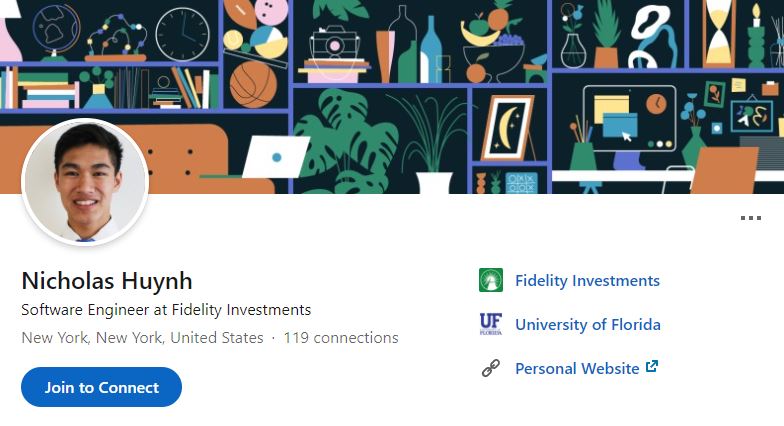 Nicholas Huynh
Software Engineer at Fidelity Investments
New York, New York, United States · 119 connections
Join to Connect
Fidelity Investments
UF
FLORIDA
University of Florida
Personal Website